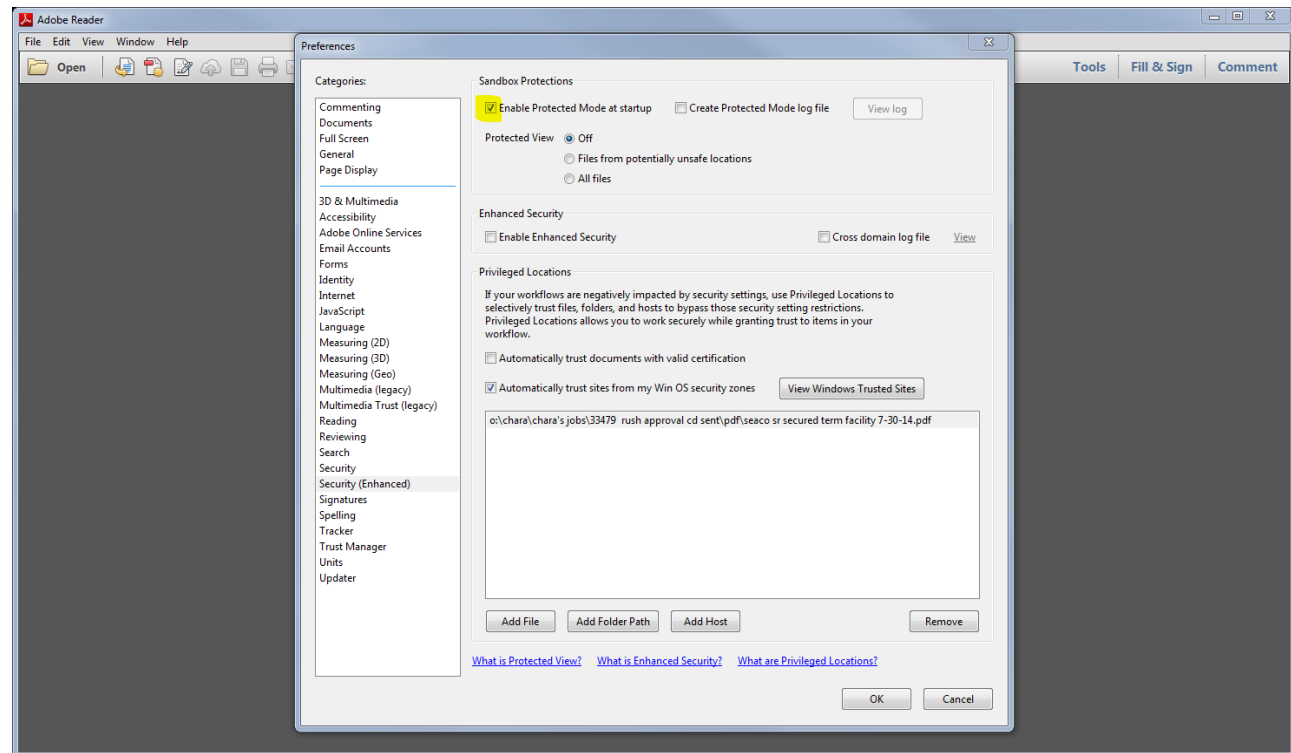 Adobe Reader
File Edit View Window Help
Preferences
Open
Tools Fill & Sign Comment
Categories:
Commenting
Documents
Full Screen
General
Page Display
3D & Multimedia
Accessibility
Adobe Online Services
Email Accounts
Forms
Identity
Internet
JavaScript
Language
Measuring (2D)
Measuring (3D)
Measuring (Geo)
Multimedia (legacy)
Multimedia Trust (legacy)
Reading
Reviewing
Search
Security
Security (Enhanced)
Signatures
Spelling
Tracker
Trust Manager
Units
Updater
Sandbox Protections
Enable Protected Mode at startup Create Protected Mode log file View log
Protected View Off
Files from potentially unsafe locations
All files
Enhanced Security
Enable Enhanced Security Cross domain log file View
Privileged Locations
If your workflows are negatively impacted by security settings, use Privileged Locations to
selectively trust files, folders, and hosts to bypass those security setting restrictions.
Privileged Locations allows you to work securely while granting trust to items in your
workflow.
Automatically trust documents with valid certification
Automatically trust sites from my Win OS security zones View Windows Trusted Sites
o:\chara\chara's jobs\33479 rush approval cd sent\pdf\seaco sr secured term facility 7-30-14.pdf
Add File Add Folder Path Add Host Remove
What is Protected View? What is Enhanced Security? What are Privileged Locations?
OK Cancel